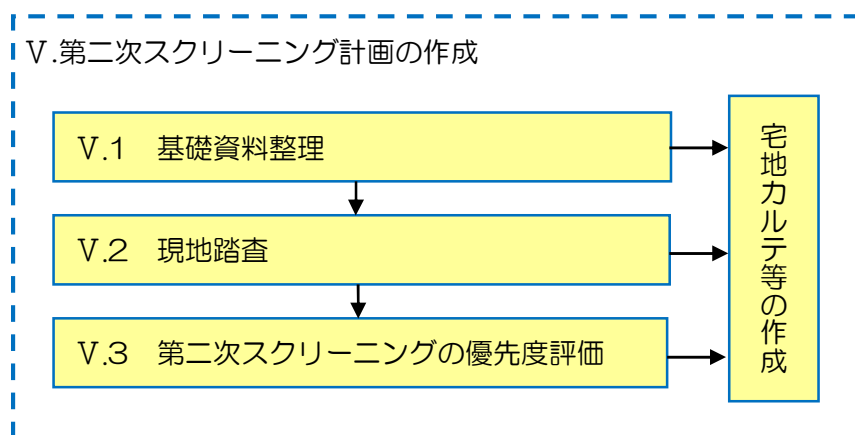 Ⅴ.第二次スクリーニング計画の作成
Ⅴ.1　基礎資料整理
Ⅴ.2　現地踏査
Ⅴ.3　第二次スクリーニングの優先度評価
宅地カルテ等の作成